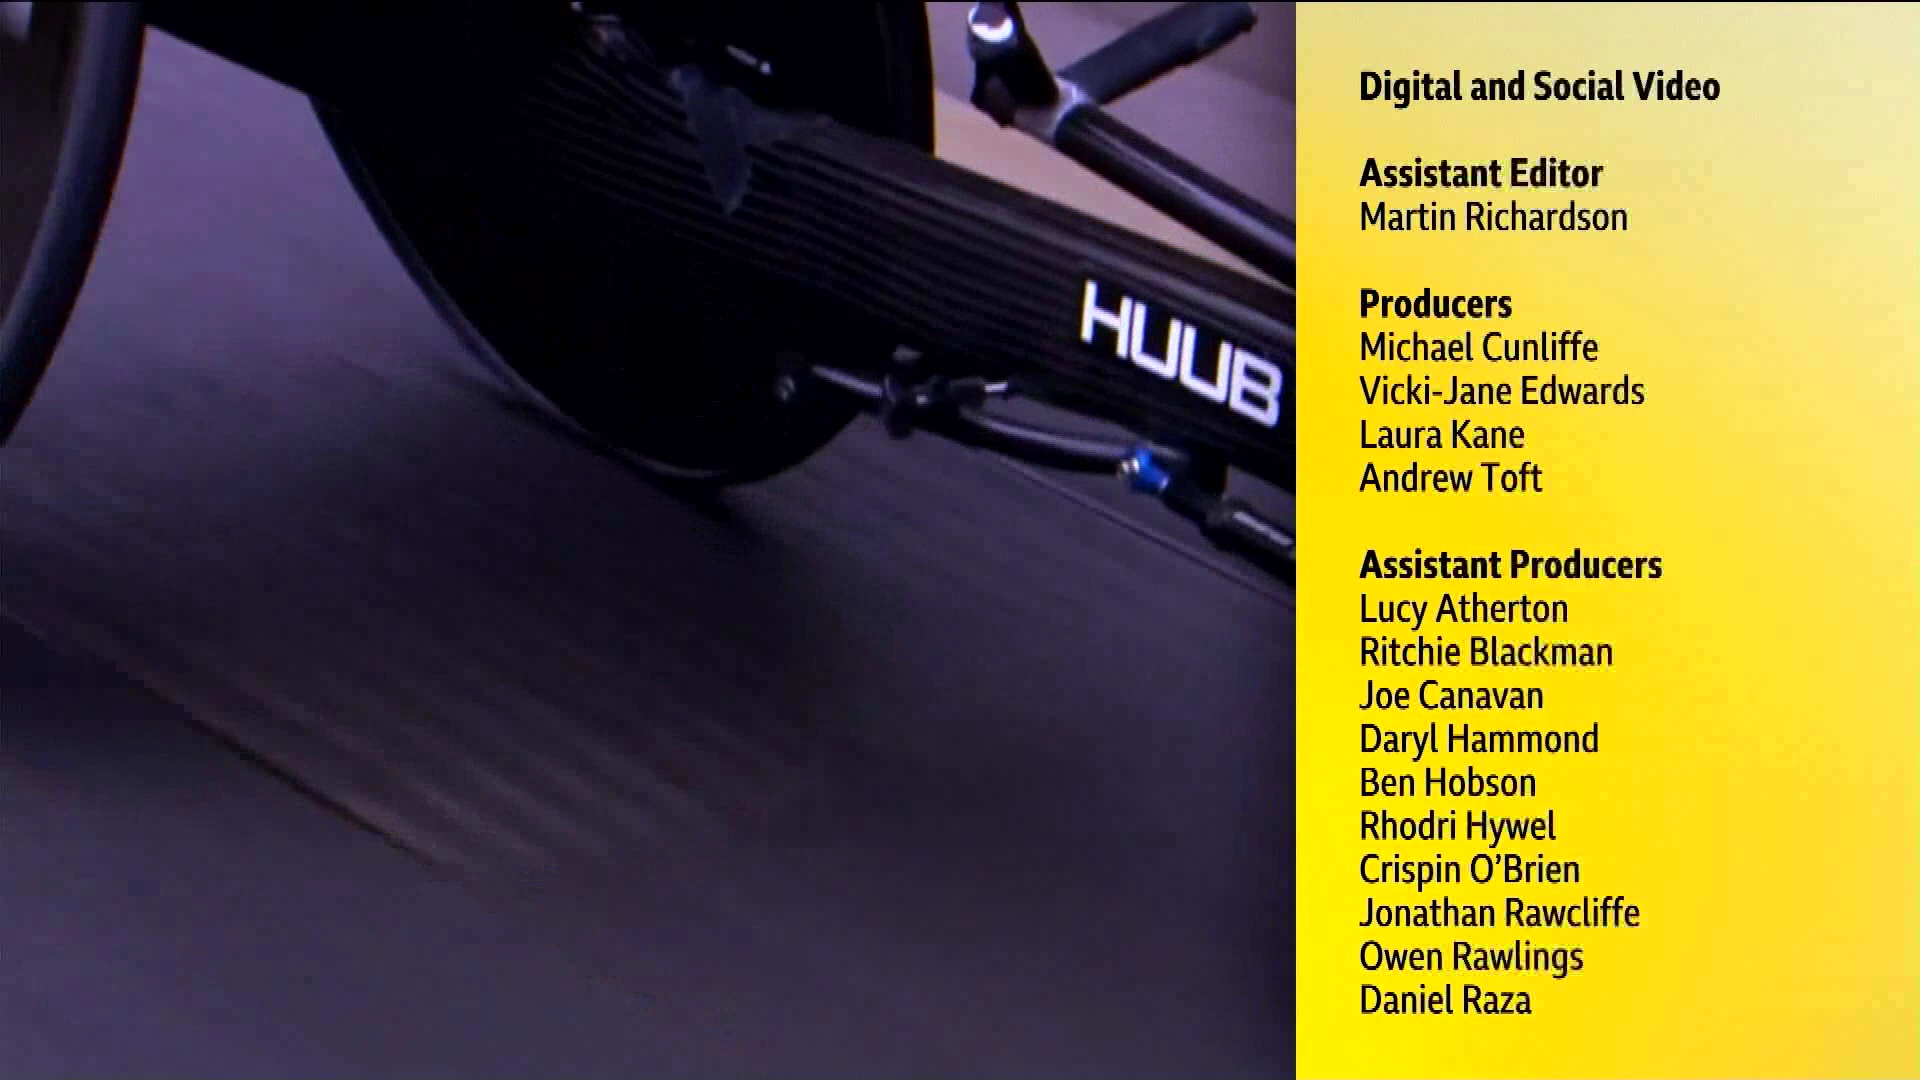 HUUB
Digital and Social Video
Assistant Editor
Martin Richardson
Producers
Michael Cunliffe
Vicki-Jane Edwards
Laura Kane
Andrew Toft
Assistant Producers
Lucy Atherton
Ritchie Blackman
Joe Canavan
Daryl Hammond
Ben Hobson
Rhodri Hywel
Crispin O’Brien
Jonathan Rawcliffe
Owen Rawlings
Daniel Raza